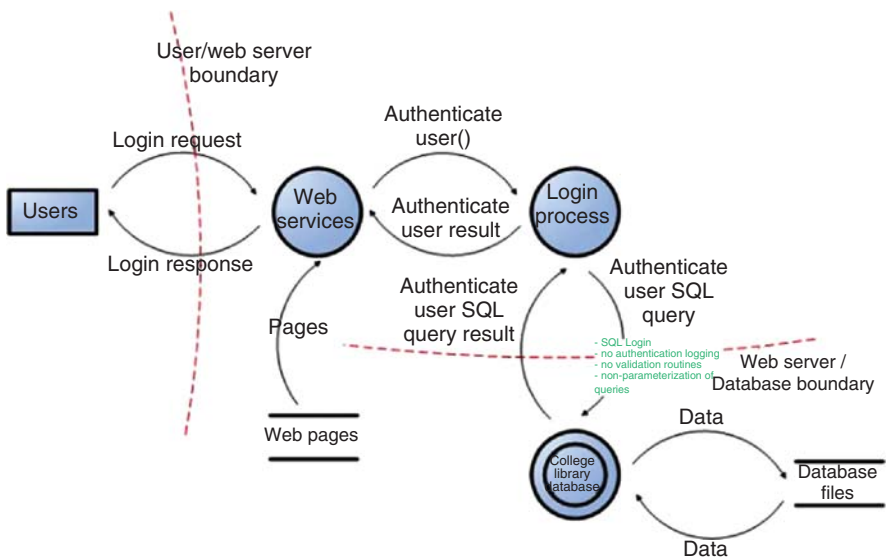 User/web server
boundary
Login request
Authenticate
user()
Users
Web
services
Login
process
Authenticate
user result
Login response
Authenticate
user SQL
query result
Authenticate
user SQL
query
Pages
- SQL Login
- no authentication logging
- no validation routines
- non-parameterization of
queries
Web server /
Database boundary
Web pages
Data
College
library
database
Database
files
Data